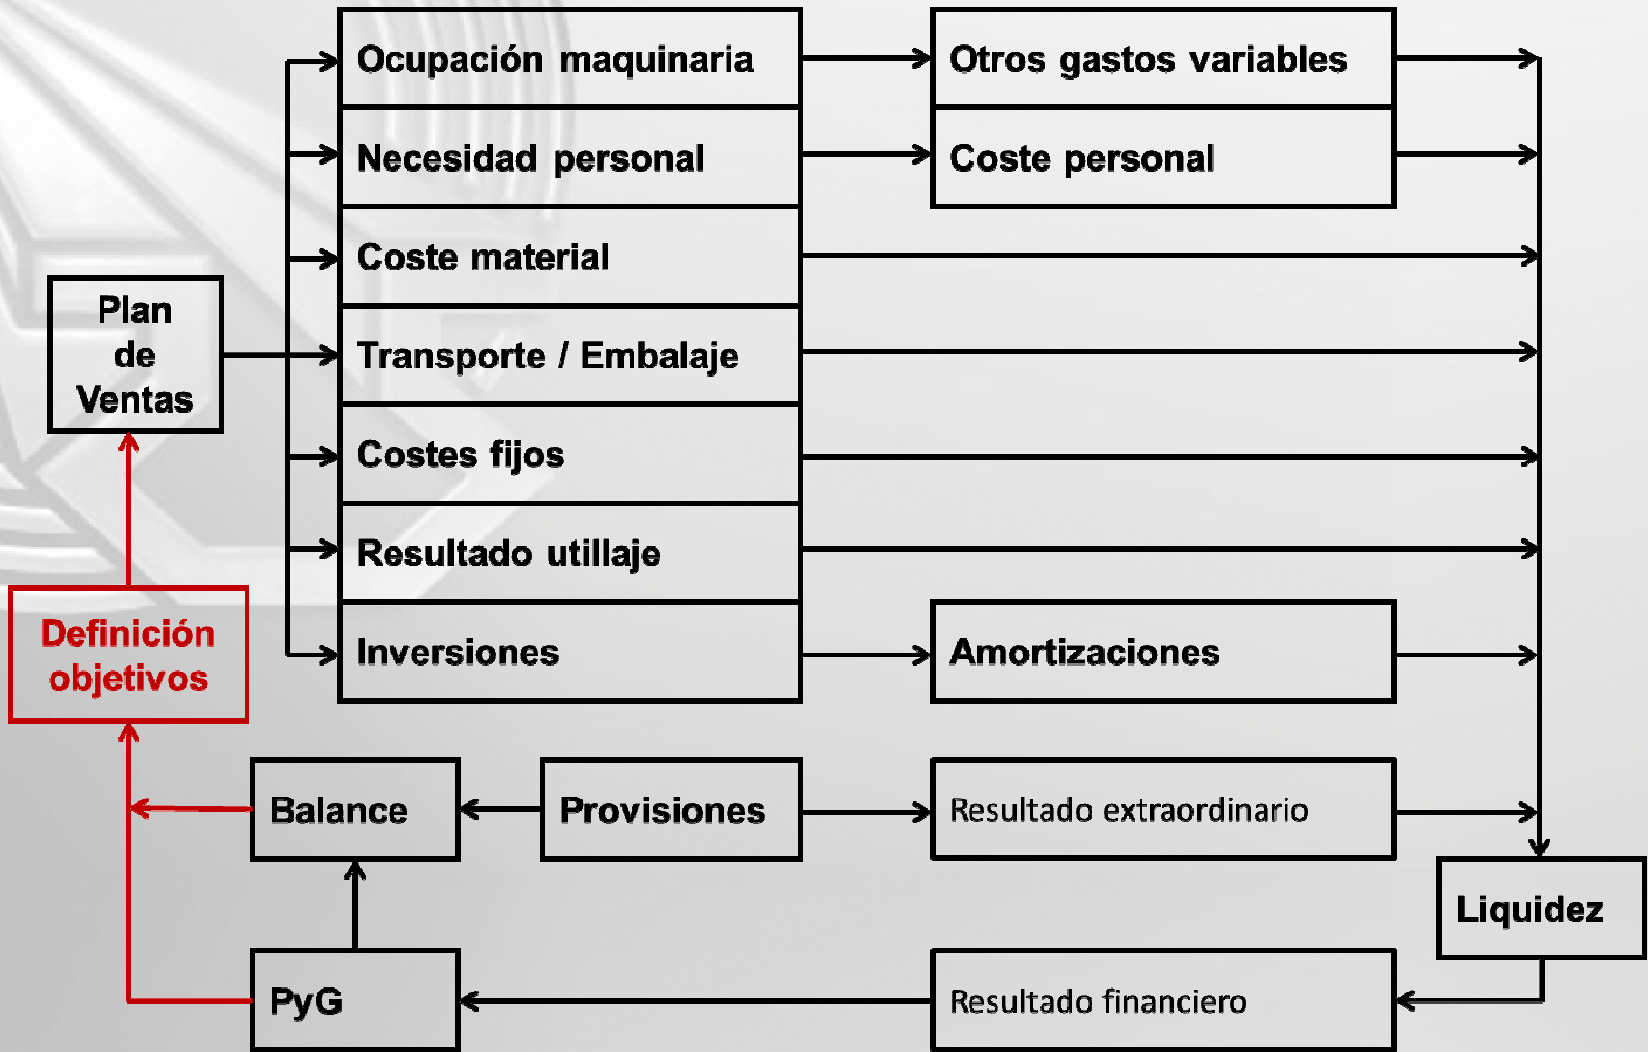 Ocupación maquinaria
Otros gastos variables
Necesidad personal
Coste personal
Coste material
Plan
de
Ventas
Transporte / Embalaje
Costes fijos
Resultado utillaje
Definición
objetivos
Inversiones
Amortizaciones
Balance
Provisiones
Resultado extraordinario
Liquidez
PyG
Resultado financiero